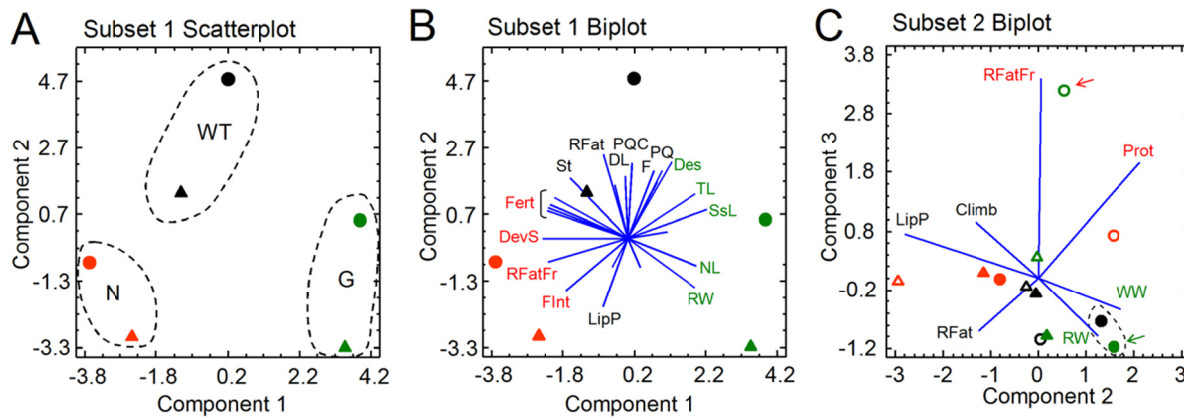 A
Subset 1 Scatterplot
4.7
2.7
0.7
-1.3
-3.3
Component 2
WT
N
G
-3.8 -1.8 0.2 2.2 4.2
Component 1
B
Subset 1 Biplot
4.7
2.7
0.7
-1.3
-3.3
Component 2
RFat PQC PQ
DL F Des
St
TL
Fert
SsL
DevS
RFatFr NL
FInt RW
LipP
-3.8 -1.8 0.2 2.2 4.2
Component 1
C
Subset 2 Biplot
3.8
2.8
1.8
0.8
-0.2
-1.2
Component 3
RFatFr
Prot
LipP Climb
WW
RFat RW
-3 -2 -1 0 1 2 3
Component 2